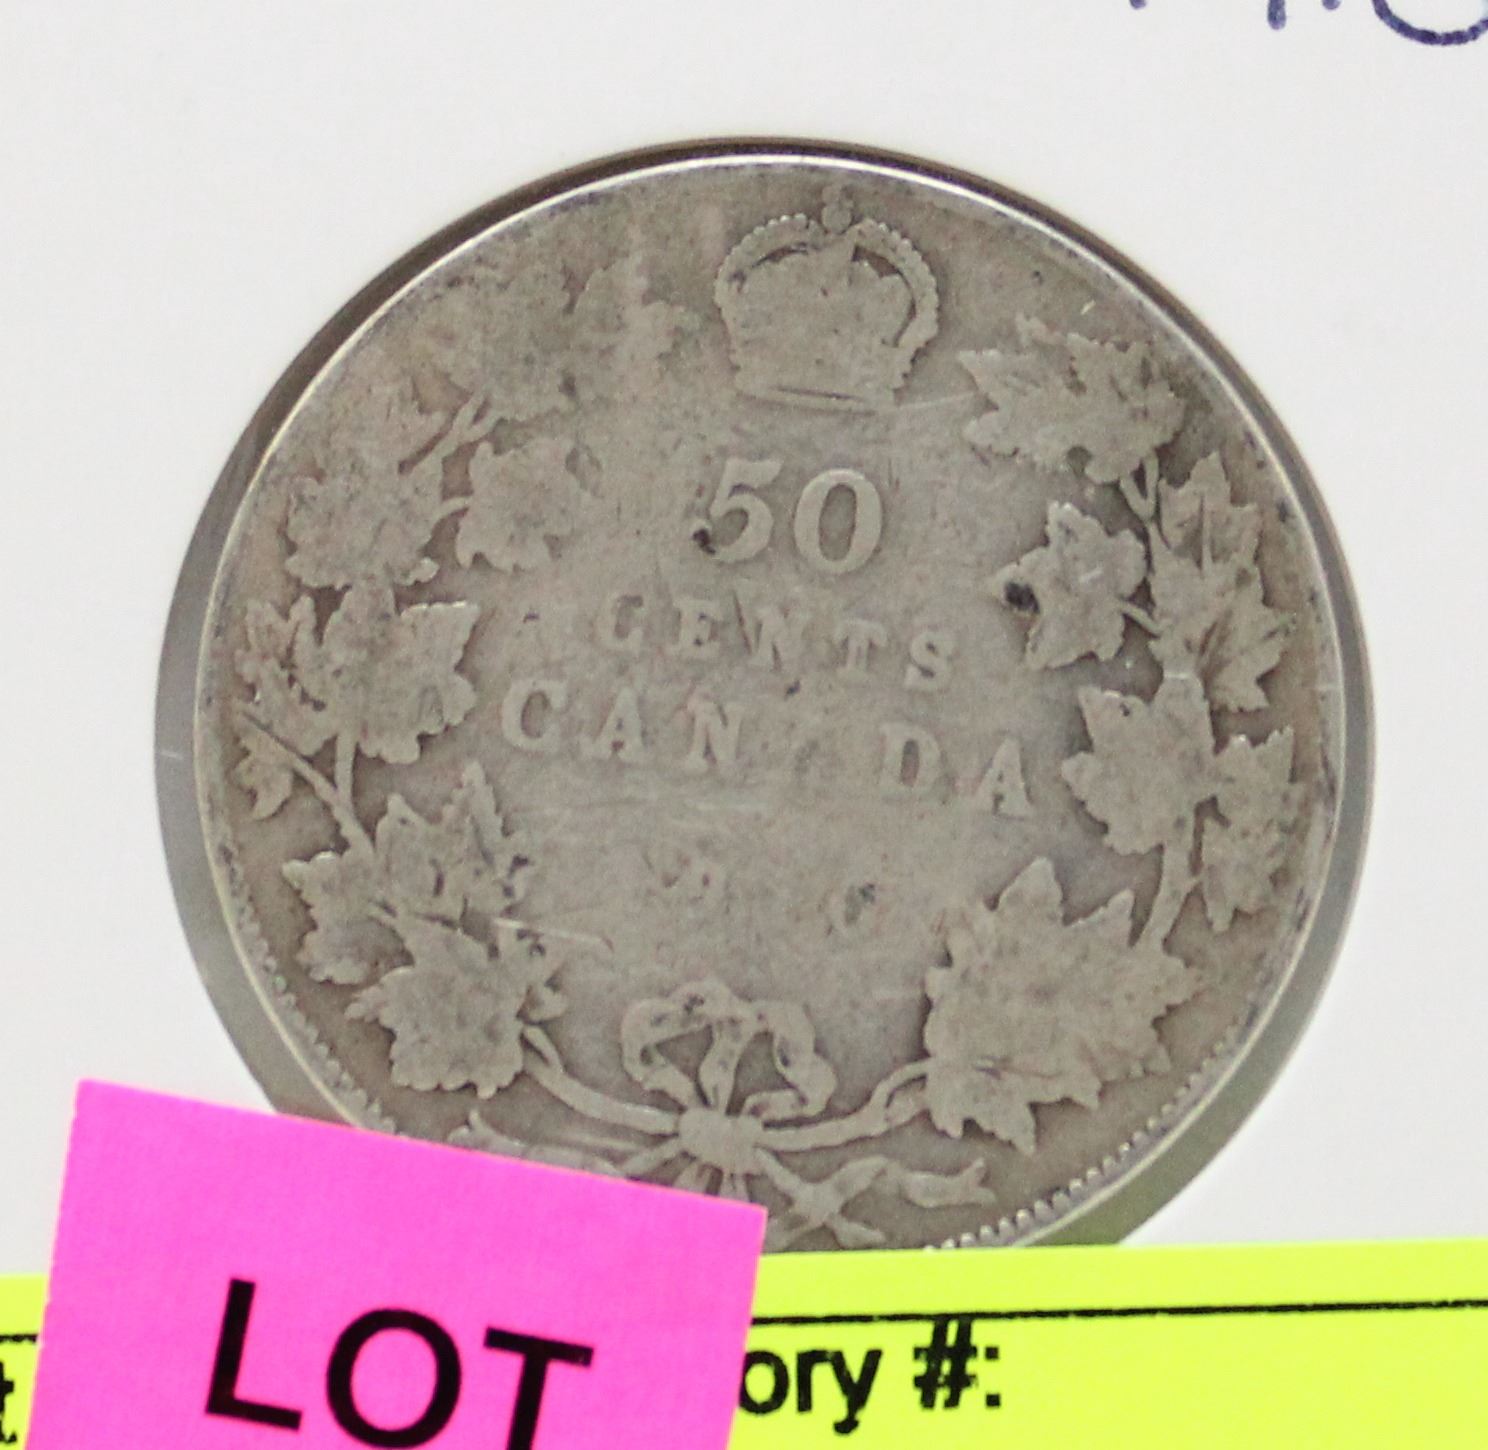 50
CENTS
CAN DA
LOT
ory #: